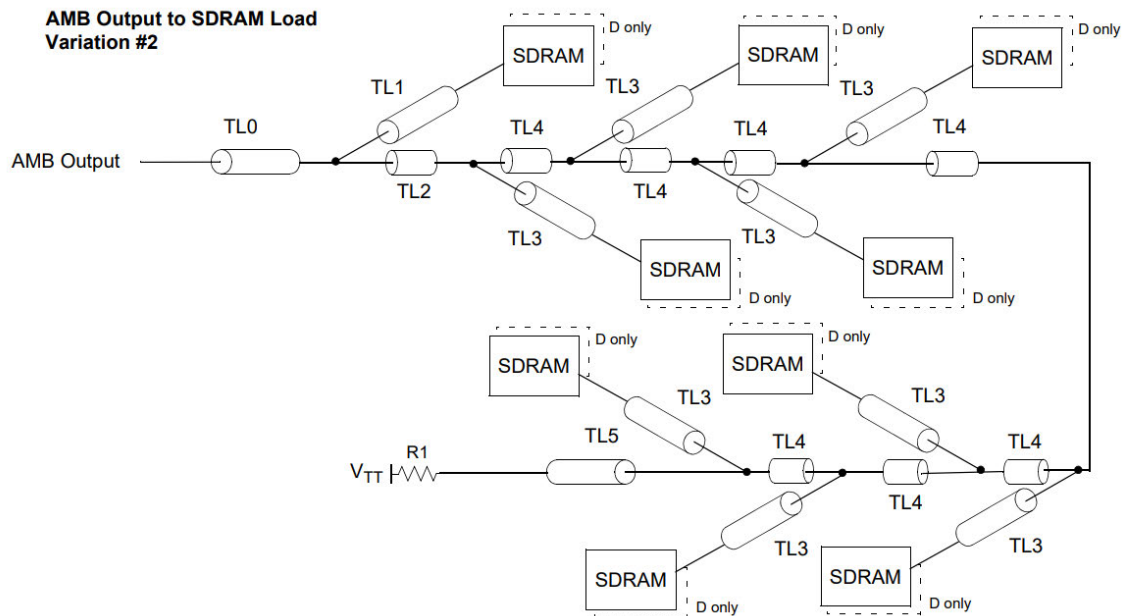 AMB Output to SDRAM Load
Variation #2
D only
D only
D only
SDRAM
SDRAM
SDRAM
TL1
TL3
TL3
TL0
TL4
TL4
TL4
AMB Output
TL2
TL4
TL3
TL3
SDRAM
SDRAM
D only
D only
D only
D only
SDRAM
SDRAM
TL3
TL3
TL5
TL4
TL4
VTT
R1
TL4
TL3
TL3
SDRAM
SDRAM
D only
D only